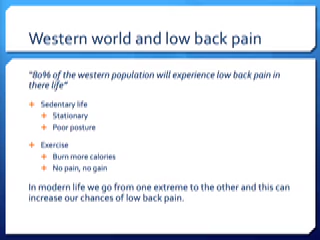 Western world and low back pain
"80% of the western population will experience low back pain in
there life"
Sedentary life
Stationary
Poor posture
Exercise
Burn more calories
No pain, no gain
In modern life we go from one extreme to the other and this can
increase our chances of low back pain.